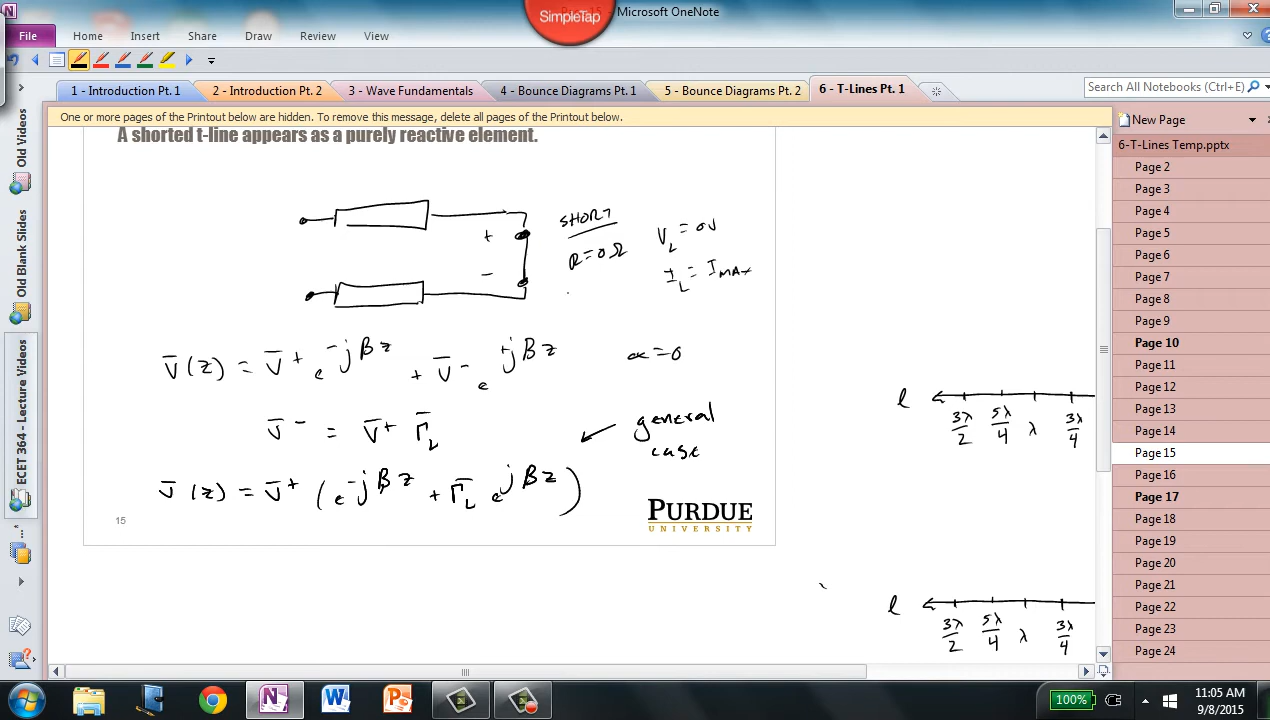 SimpleTap
Page 15 - Microsoft OneNote
File Home Insert Share Draw Review View
1 - Introduction Pt. 1 2 - Introduction Pt. 2 3 - Wave Fundamentals 4 - Bounce Diagrams Pt. 1 5 - Bounce Diagrams Pt. 2 6 - T-Lines Pt. 1
Search All Notebooks (Ctrl+E)
One or more pages of the Printout below are hidden. To remove this message, delete all pages of the Printout below.
Old Videos
Old Blank Slides
ECET 364 - Lecture Videos
A shorted t-line appears as a purely reactive element.
SHORT
+
R=0Ω
-
V_L = 0V
I_L = I_MAX
V̅(z) = V̅⁺ e^{-jβz} + V̅⁻ e^{+jβz}
α=0
V̅⁻ = V̅⁺ Γ̅_L
general
case
V̅(z) = V̅⁺ (e^{-jβz} + Γ̅_L e^{jβz})
15
PURDUE
UNIVERSITY
l
3λ/2 5λ/4 λ 3λ/4
l
3λ/2 5λ/4 λ 3λ/4
New Page
6-T-Lines Temp.pptx
Page 2
Page 3
Page 4
Page 5
Page 6
Page 7
Page 8
Page 9
Page 10
Page 11
Page 12
Page 13
Page 14
Page 15
Page 16
Page 17
Page 18
Page 19
Page 20
Page 21
Page 22
Page 23
Page 24
100%
11:05 AM
9/8/2015